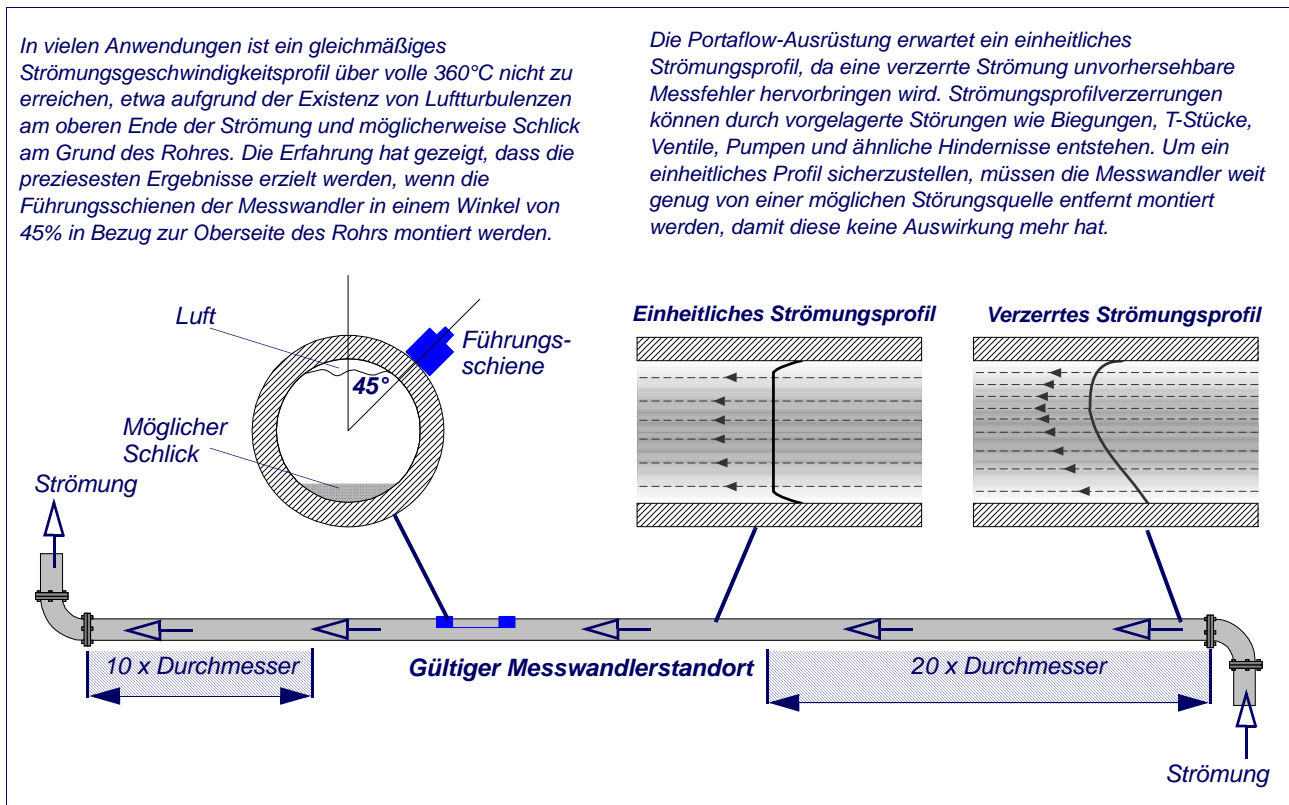 In vielen Anwendungen ist ein gleichmäßiges
Strömungsgeschwindigkeitsprofil über volle 360°C nicht zu
erreichen, etwa aufgrund der Existenz von Luftturbulenzen
am oberen Ende der Strömung und möglicherweise Schlick
am Grund des Rohres. Die Erfahrung hat gezeigt, dass die
preziesesten Ergebnisse erzielt werden, wenn die
Führungsschienen der Messwandler in einem Winkel von
45% in Bezug zur Oberseite des Rohrs montiert werden.
Die Portaflow-Ausrüstung erwartet ein einheitliches
Strömungsprofil, da eine verzerrte Strömung unvorhersehbare
Messfehler hervorbringen wird. Strömungsprofilverzerrungen
können durch vorgelagerte Störungen wie Biegungen, T-Stücke,
Ventile, Pumpen und ähnliche Hindernisse entstehen. Um ein
einheitliches Profil sicherzustellen, müssen die Messwandler weit
genug von einer möglichen Störungsquelle entfernt montiert
werden, damit diese keine Auswirkung mehr hat.
Luft
Führungs-
schiene
45°
Möglicher
Schlick
Einheitliches Strömungsprofil
Verzerrtes Strömungsprofil
Strömung
10 x Durchmesser
Gültiger Messwandlerstandort
20 x Durchmesser
Strömung